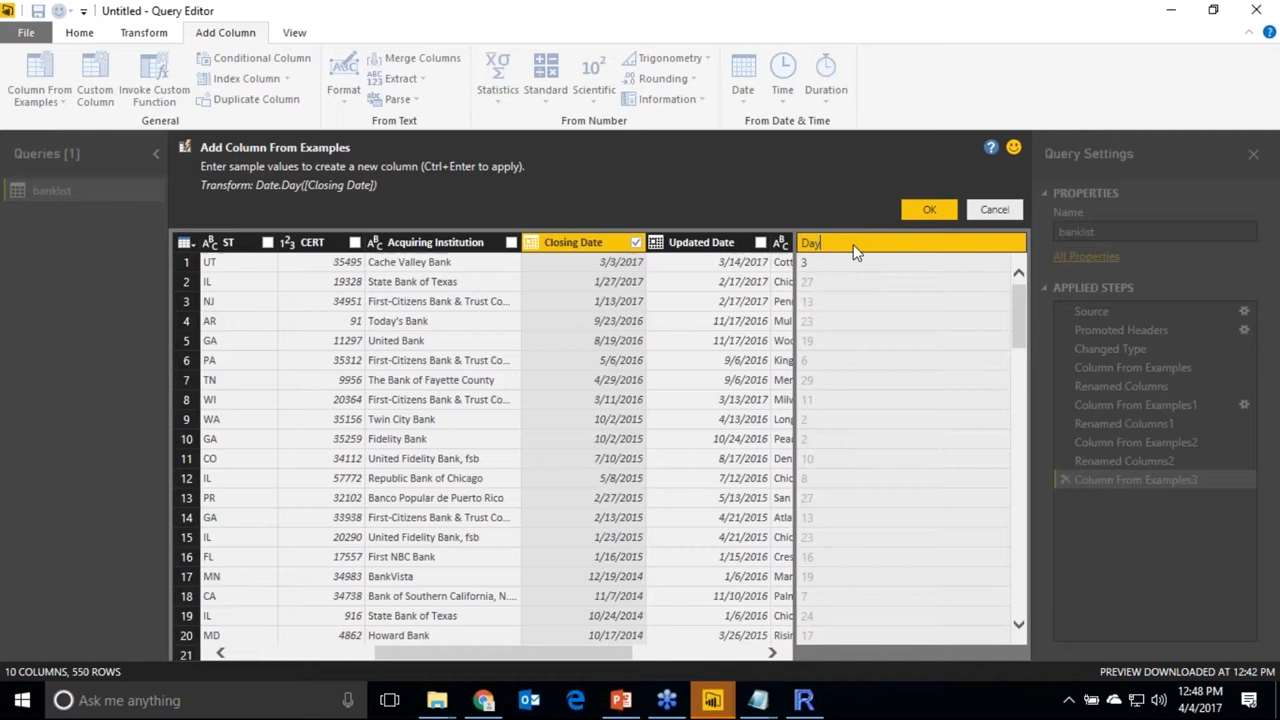 Untitled - Query Editor
File Home Transform Add Column View
Column From Examples
Custom Column
Invoke Custom Function
Conditional Column
Index Column
Duplicate Column
General
Format
Merge Columns
Extract
Parse
From Text
Statistics
Standard
Scientific
Trigonometry
Rounding
Information
From Number
Date
Time
Duration
From Date & Time
Queries [1]
banklist
Add Column From Examples
Enter sample values to create a new column (Ctrl+Enter to apply).
Transform: Date.Day([Closing Date])
OK Cancel
ST CERT Acquiring Institution Closing Date Updated Date Day
1 UT 35495 Cache Valley Bank 3/3/2017 3/14/2017 Cott 3
2 IL 19328 State Bank of Texas 1/27/2017 2/17/2017 Chic 27
3 NJ 34951 First-Citizens Bank & Trust Co... 1/13/2017 2/17/2017 Penn 13
4 AR 91 Today's Bank 9/23/2016 11/17/2016 Mul 23
5 GA 11297 United Bank 8/19/2016 11/17/2016 Woo 19
6 PA 35312 First-Citizens Bank & Trust Co... 5/6/2016 9/6/2016 King 6
7 TN 9956 The Bank of Fayette County 4/29/2016 9/6/2016 Mer 29
8 WI 20364 First-Citizens Bank & Trust Co... 3/11/2016 3/13/2017 Milv 11
9 WA 35156 Twin City Bank 10/2/2015 4/13/2016 Long 2
10 GA 35259 Fidelity Bank 10/2/2015 10/24/2016 Peac 2
11 CO 34112 United Fidelity Bank, fsb 7/10/2015 8/17/2016 Den 10
12 IL 57772 Republic Bank of Chicago 5/8/2015 7/12/2016 Chic 8
13 PR 32102 Banco Popular de Puerto Rico 2/27/2015 5/13/2015 San 27
14 GA 33938 First-Citizens Bank & Trust Co... 2/13/2015 4/21/2015 Atla 13
15 IL 20290 United Fidelity Bank, fsb 1/23/2015 4/21/2015 Chic 23
16 FL 17557 First NBC Bank 1/16/2015 1/15/2016 Cres 16
17 MN 34983 BankVista 12/19/2014 1/6/2016 Man 19
18 CA 34738 Bank of Southern California, N.... 11/7/2014 11/10/2016 Palm 7
19 IL 916 State Bank of Texas 10/24/2014 1/6/2016 Chic 24
20 MD 4862 Howard Bank 10/17/2014 3/26/2015 Risin 17
21
Query Settings
PROPERTIES
Name
banklist
All Properties
APPLIED STEPS
Source
Promoted Headers
Changed Type
Column From Examples
Renamed Columns
Column From Examples1
Renamed Columns1
Column From Examples2
Renamed Columns2
Column From Examples3
10 COLUMNS, 550 ROWS PREVIEW DOWNLOADED AT 12:42 PM
Ask me anything
12:48 PM
4/4/2017